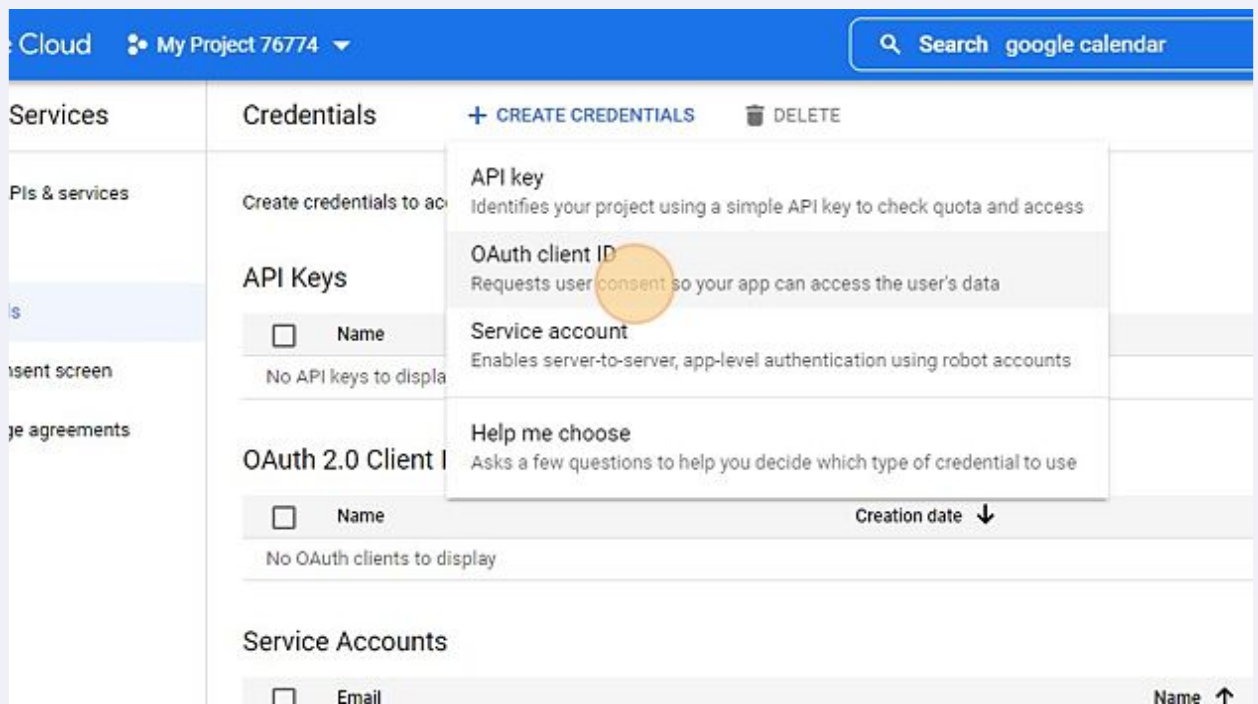 Cloud My Project 76774 Search google calendar
Services
PIs & services
sent screen
agreements
Credentials + CREATE CREDENTIALS DELETE
Create credentials to
API Keys
Name
No API keys to displa
OAuth 2.0 Client
Name Creation date
No OAuth clients to display
Service Accounts
Email Name
API key
Identifies your project using a simple API key to check quota and access
OAuth client ID
Requests user consent so your app can access the user's data
Service account
Enables server-to-server, app-level authentication using robot accounts
Help me choose
Asks a few questions to help you decide which type of credential to use